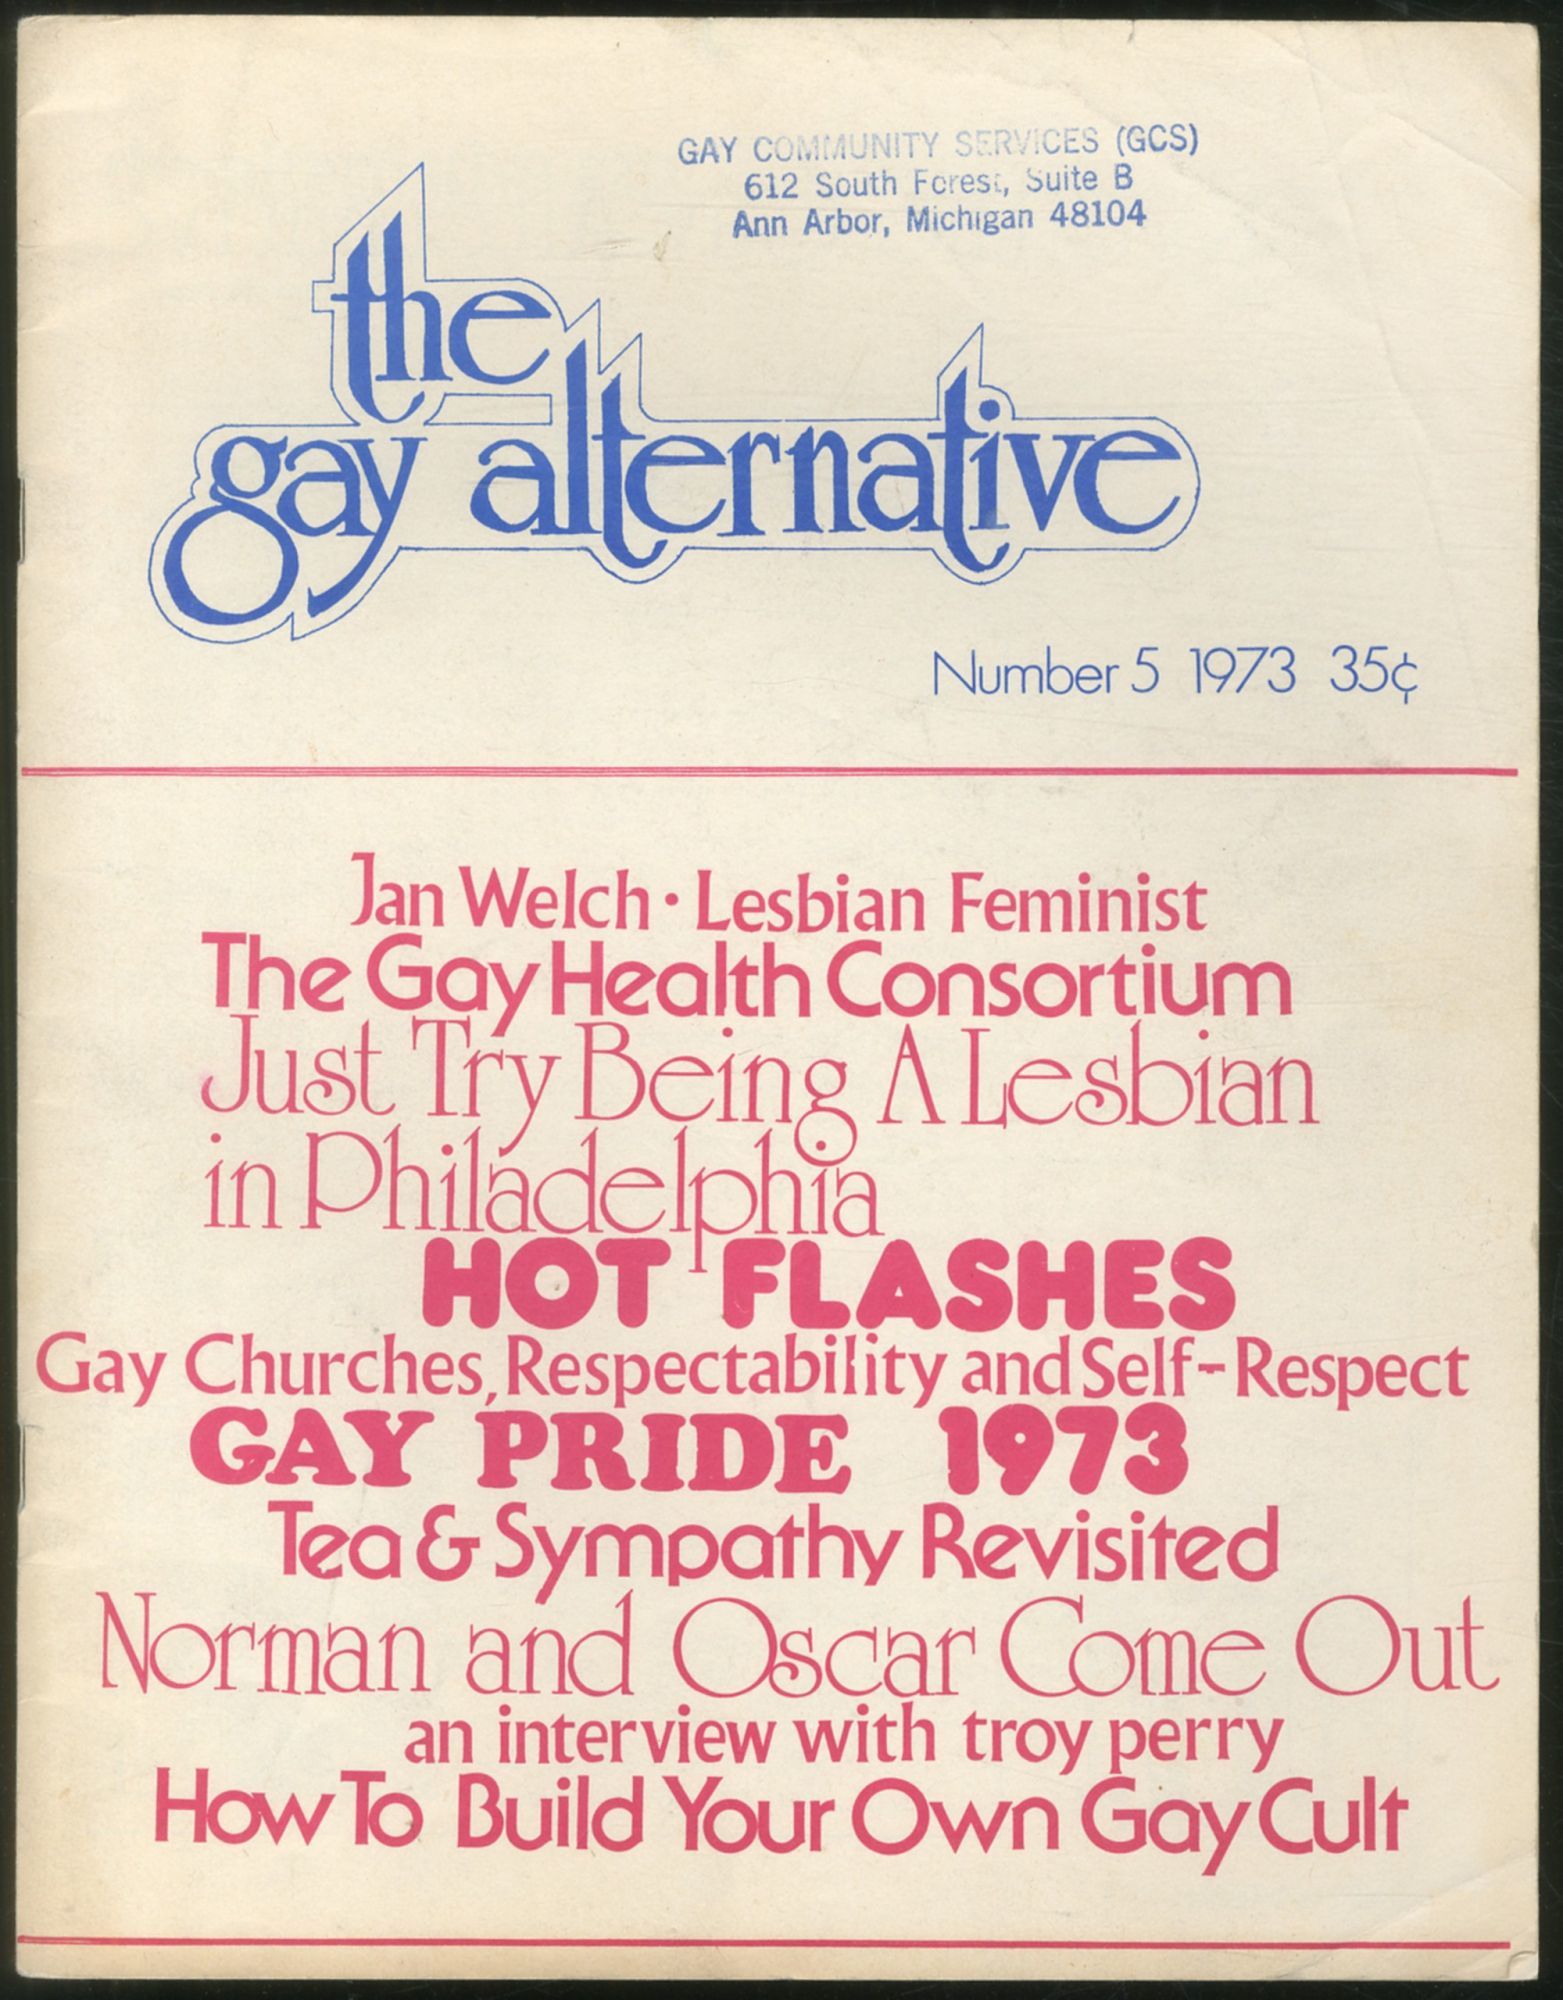 GAY COMMUNITY SERVICES (GCS)
612 South Forest, Suite B
Ann Arbor, Michigan 48104
the
gay alternative
Number 5 1973 35¢
Jan Welch • Lesbian Feminist
The Gay Health Consortium
Just Try Being A Lesbian
in Philadelphia
HOT FLASHES
Gay Churches, Respectability and Self-Respect
GAY PRIDE 1973
Tea & Sympathy Revisited
Norman and Oscar Come Out
an interview with troy perry
How To Build Your Own Gay Cult